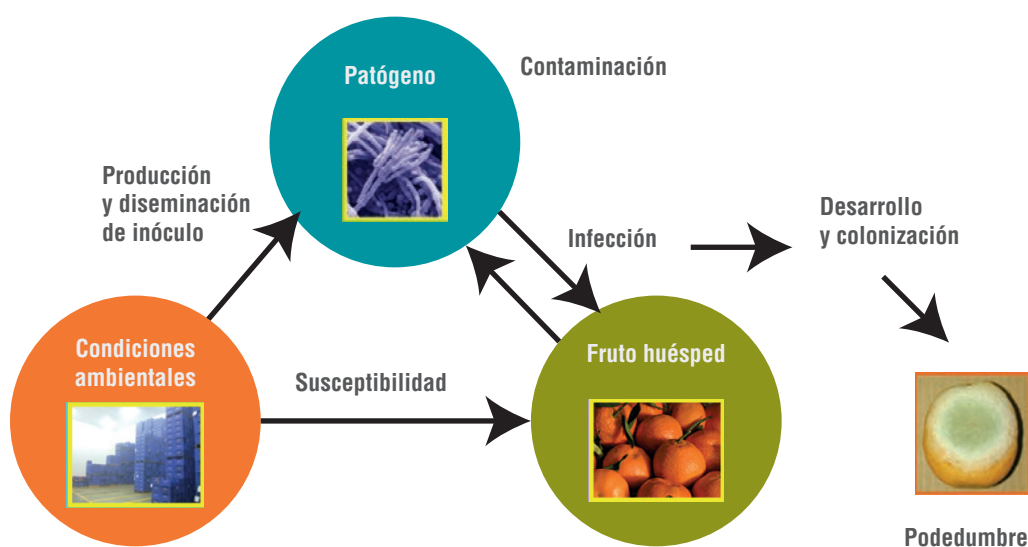 Patógeno
Contaminación
Producción
y diseminación
de inóculo
Infección
Desarrollo
y colonización
Condiciones
ambientales
Susceptibilidad
Fruto huésped
Podedumbre